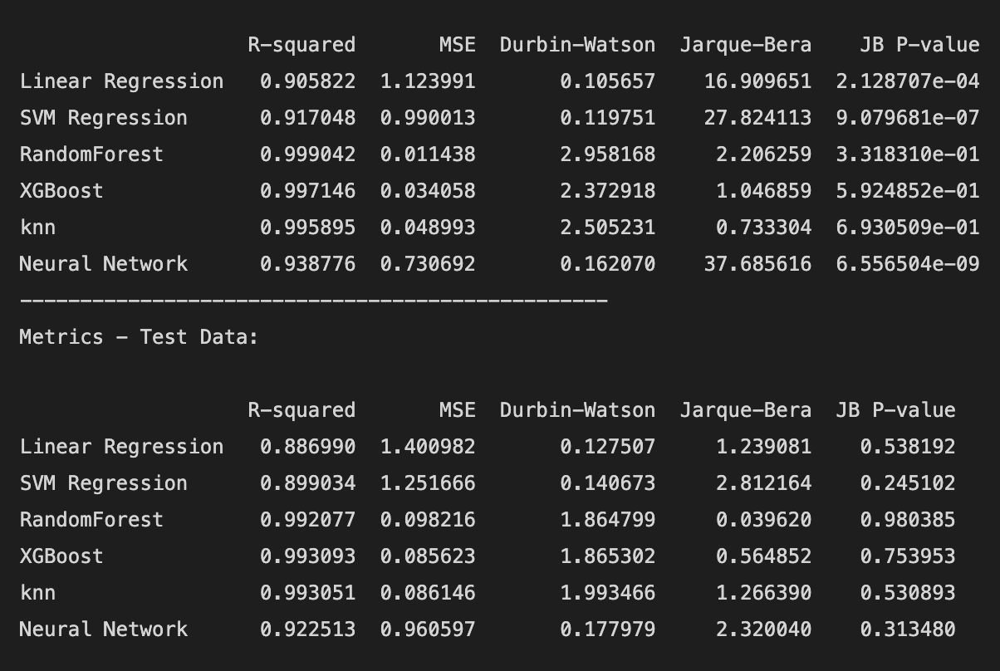 R-squared MSE Durbin-Watson Jarque-Bera JB P-value
Linear Regression 0.905822 1.123991 0.105657 16.909651 2.128707e-04
SVM Regression 0.917048 0.990013 0.119751 27.824113 9.079681e-07
RandomForest 0.999042 0.011438 2.958168 2.206259 3.318310e-01
XGBoost 0.997146 0.034058 2.372918 1.046859 5.924852e-01
knn 0.995895 0.048993 2.505231 0.733304 6.930509e-01
Neural Network 0.938776 0.730692 0.162070 37.685616 6.556504e-09
-------------------------------------------------
Metrics - Test Data:
R-squared MSE Durbin-Watson Jarque-Bera JB P-value
Linear Regression 0.886990 1.400982 0.127507 1.239081 0.538192
SVM Regression 0.899034 1.251666 0.140673 2.812164 0.245102
RandomForest 0.992077 0.098216 1.864799 0.039620 0.980385
XGBoost 0.993093 0.085623 1.865302 0.564852 0.753953
knn 0.993051 0.086146 1.993466 1.266390 0.530893
Neural Network 0.922513 0.960597 0.177979 2.320040 0.313480